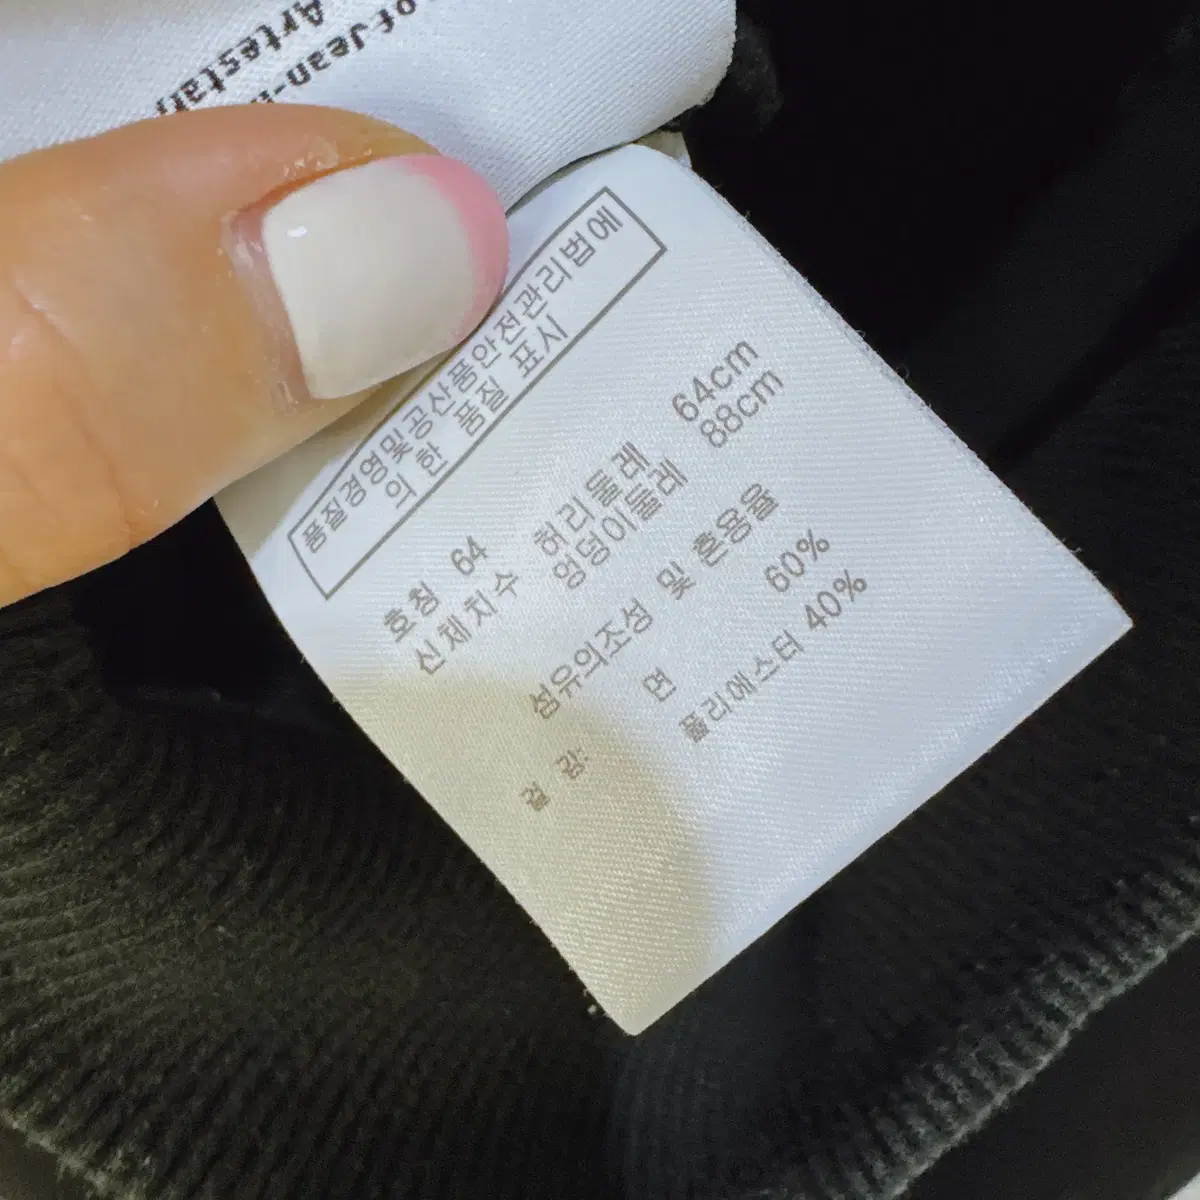 of Jean-
Artestar
품질경영및공산품안전관리법에
의 한 품질 표시
호칭 64
신체치수 허리둘레 64cm
엉덩이둘레 88cm
섬유의조성 및 혼용율
겉 감: 면 60%
폴리에스터 40%